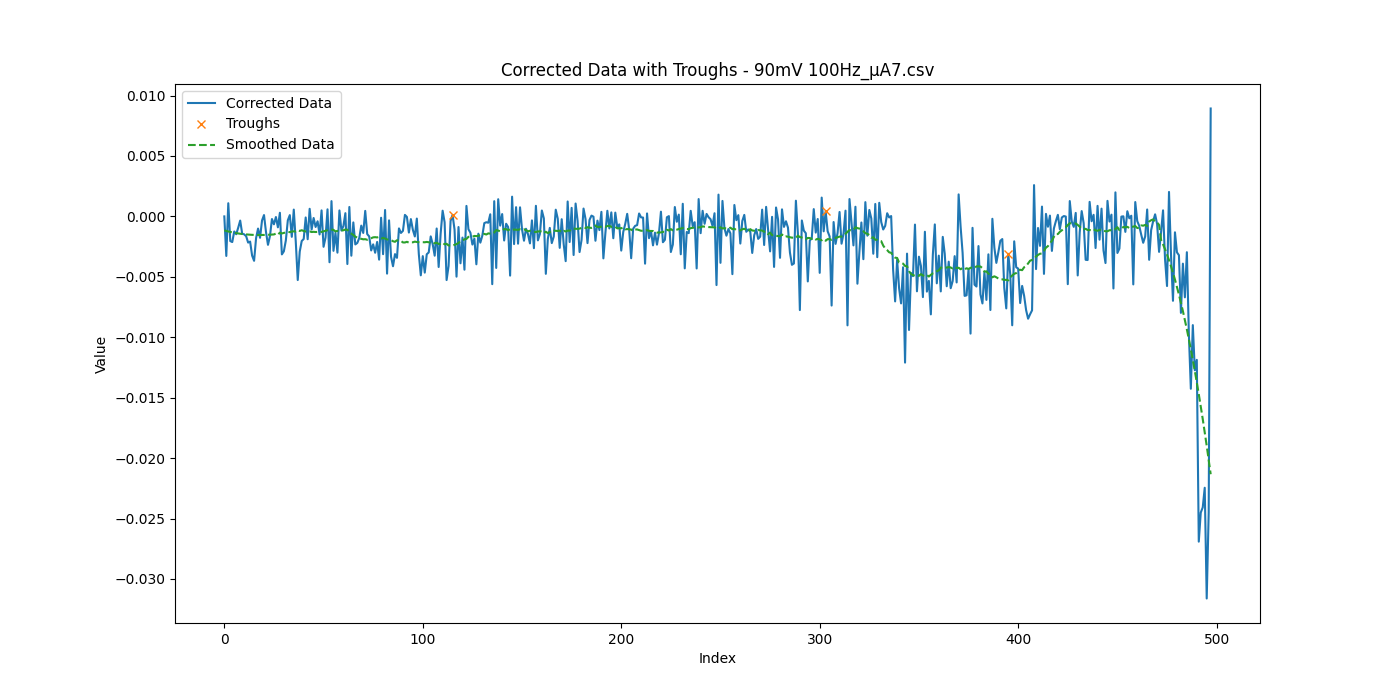 Corrected Data with Troughs - 90mV 100Hz_µA7.csv
Corrected Data
Troughs
Smoothed Data
0.010
0.005
0.000
−0.005
−0.010
−0.015
−0.020
−0.025
−0.030
Value
0 100 200 300 400 500
Index